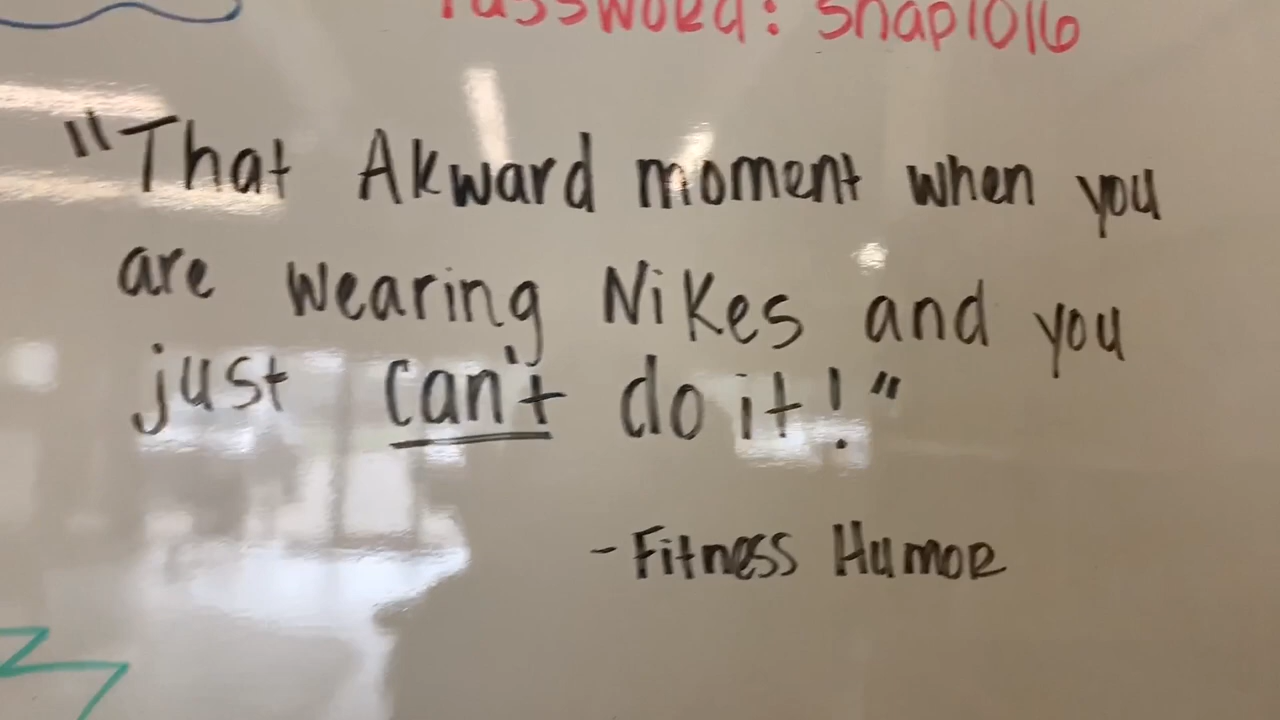 Password: snap1016
"That Akward moment when you
are wearing Nikes and you
just can't do it!"
- Fitness Humor